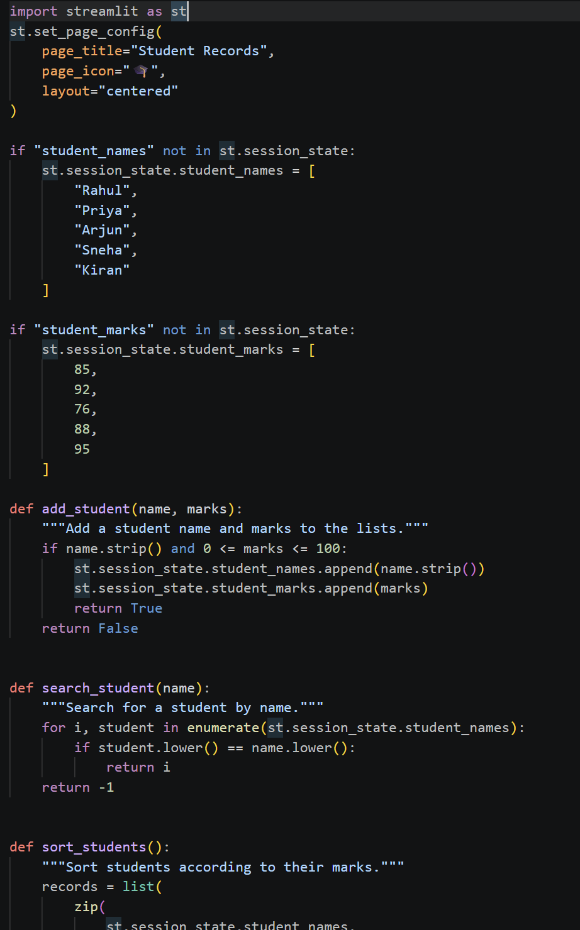 import streamlit as st
st.set_page_config(
    page_title="Student Records",
    page_icon="🎓",
    layout="centered"
)

if "student_names" not in st.session_state:
    st.session_state.student_names = [
        "Rahul",
        "Priya",
        "Arjun",
        "Sneha",
        "Kiran"
    ]

if "student_marks" not in st.session_state:
    st.session_state.student_marks = [
        85,
        92,
        76,
        88,
        95
    ]

def add_student(name, marks):
    """Add a student name and marks to the lists."""
    if name.strip() and 0 <= marks <= 100:
        st.session_state.student_names.append(name.strip())
        st.session_state.student_marks.append(marks)
        return True
    return False


def search_student(name):
    """Search for a student by name."""
    for i, student in enumerate(st.session_state.student_names):
        if student.lower() == name.lower():
            return i
    return -1


def sort_students():
    """Sort students according to their marks."""
    records = list(
        zip(
            st.session_state.student_names,